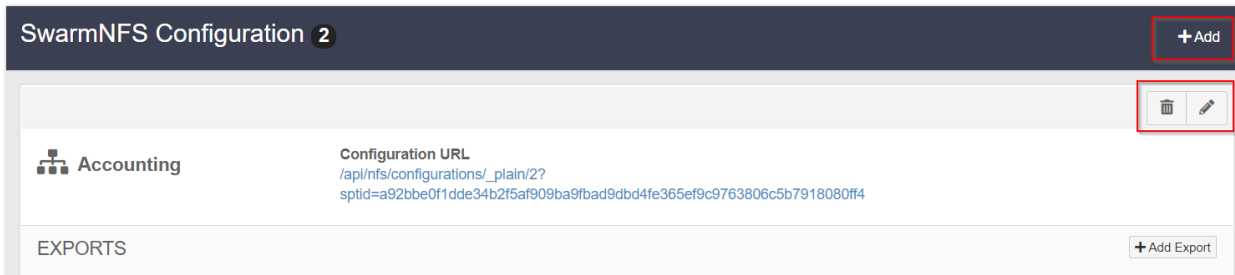 SwarmNFS Configuration 2
+Add
Accounting
Configuration URL
/api/nfs/configurations/_plain/2?
sptid=a92bbe0f1dde34b2f5af909ba9fbad9dbd4fe365ef9c9763806c5b7918080ff4
EXPORTS
+Add Export